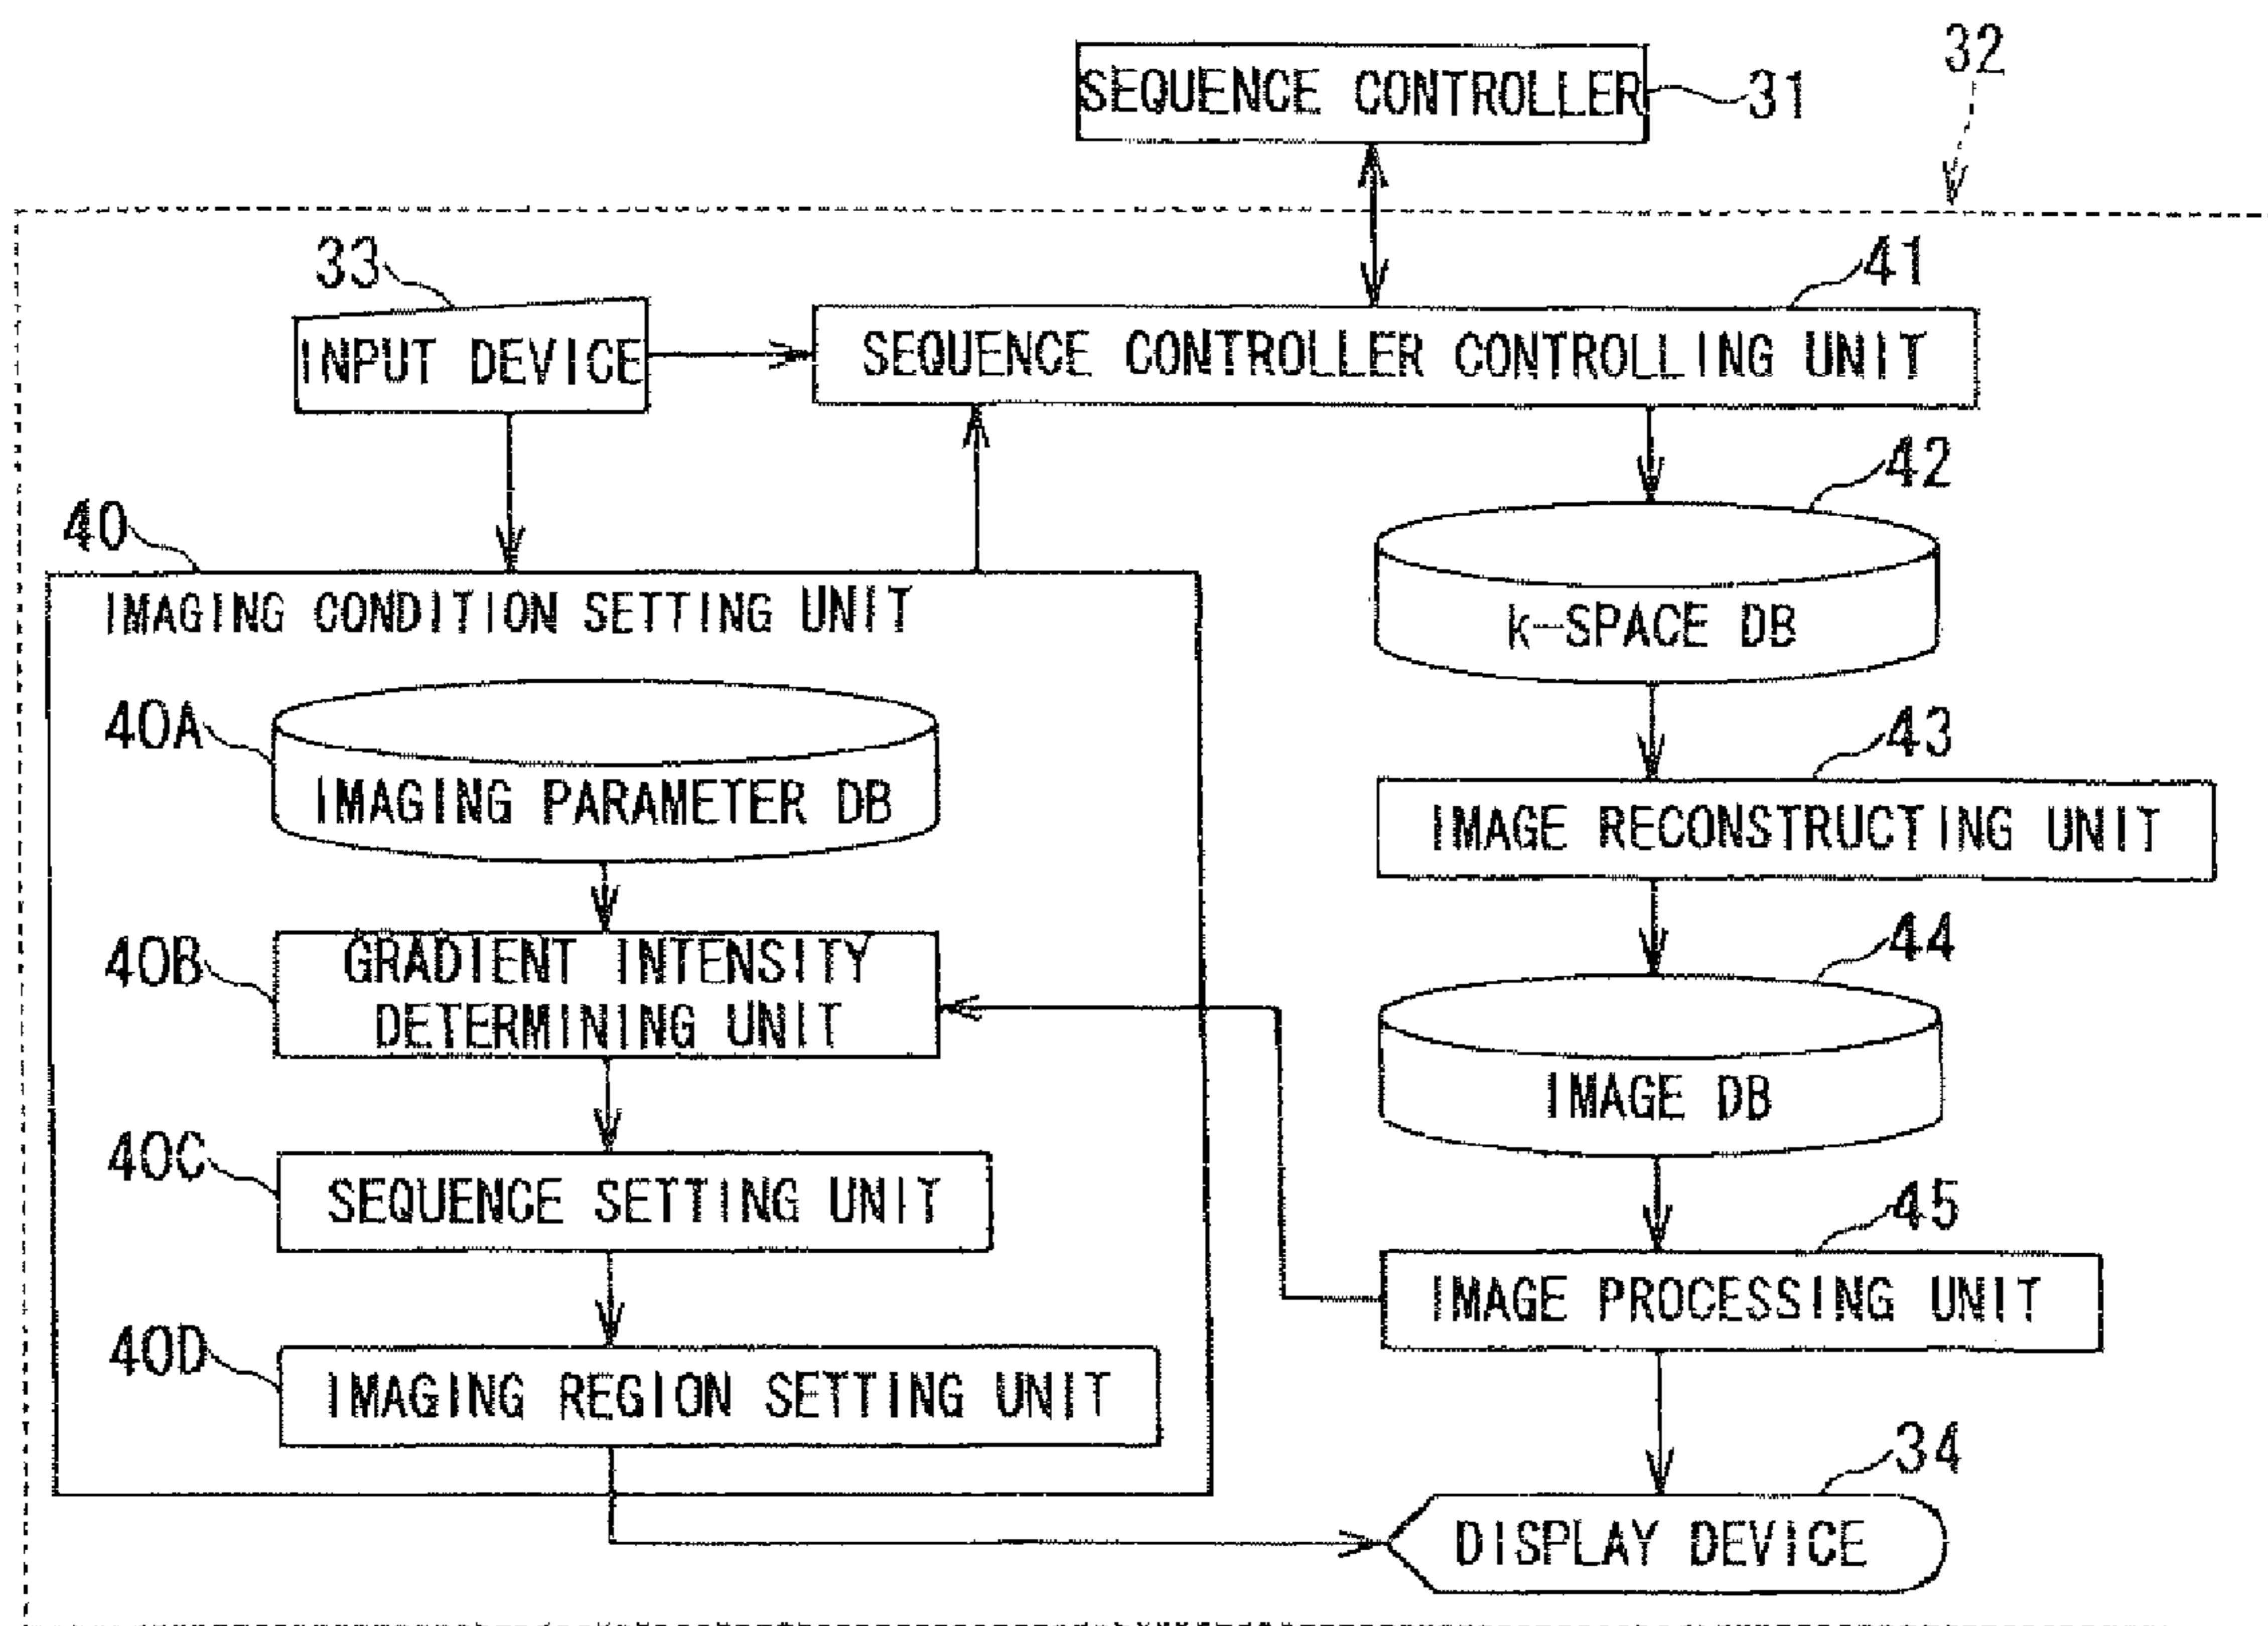 32
SEQUENCE CONTROLLER
31
33
41
INPUT DEVICE
SEQUENCE CONTROLLER CONTROLLING UNIT
42
40
IMAGING CONDITION SETTING UNIT
k-SPACE DB
40A
43
IMAGING PARAMETER DB
IMAGE RECONSTRUCTING UNIT
44
40B
GRADIENT INTENSITY
DETERMINING UNIT
IMAGE DB
40C
SEQUENCE SETTING UNIT
45
IMAGE PROCESSING UNIT
40D
IMAGING REGION SETTING UNIT
34
DISPLAY DEVICE